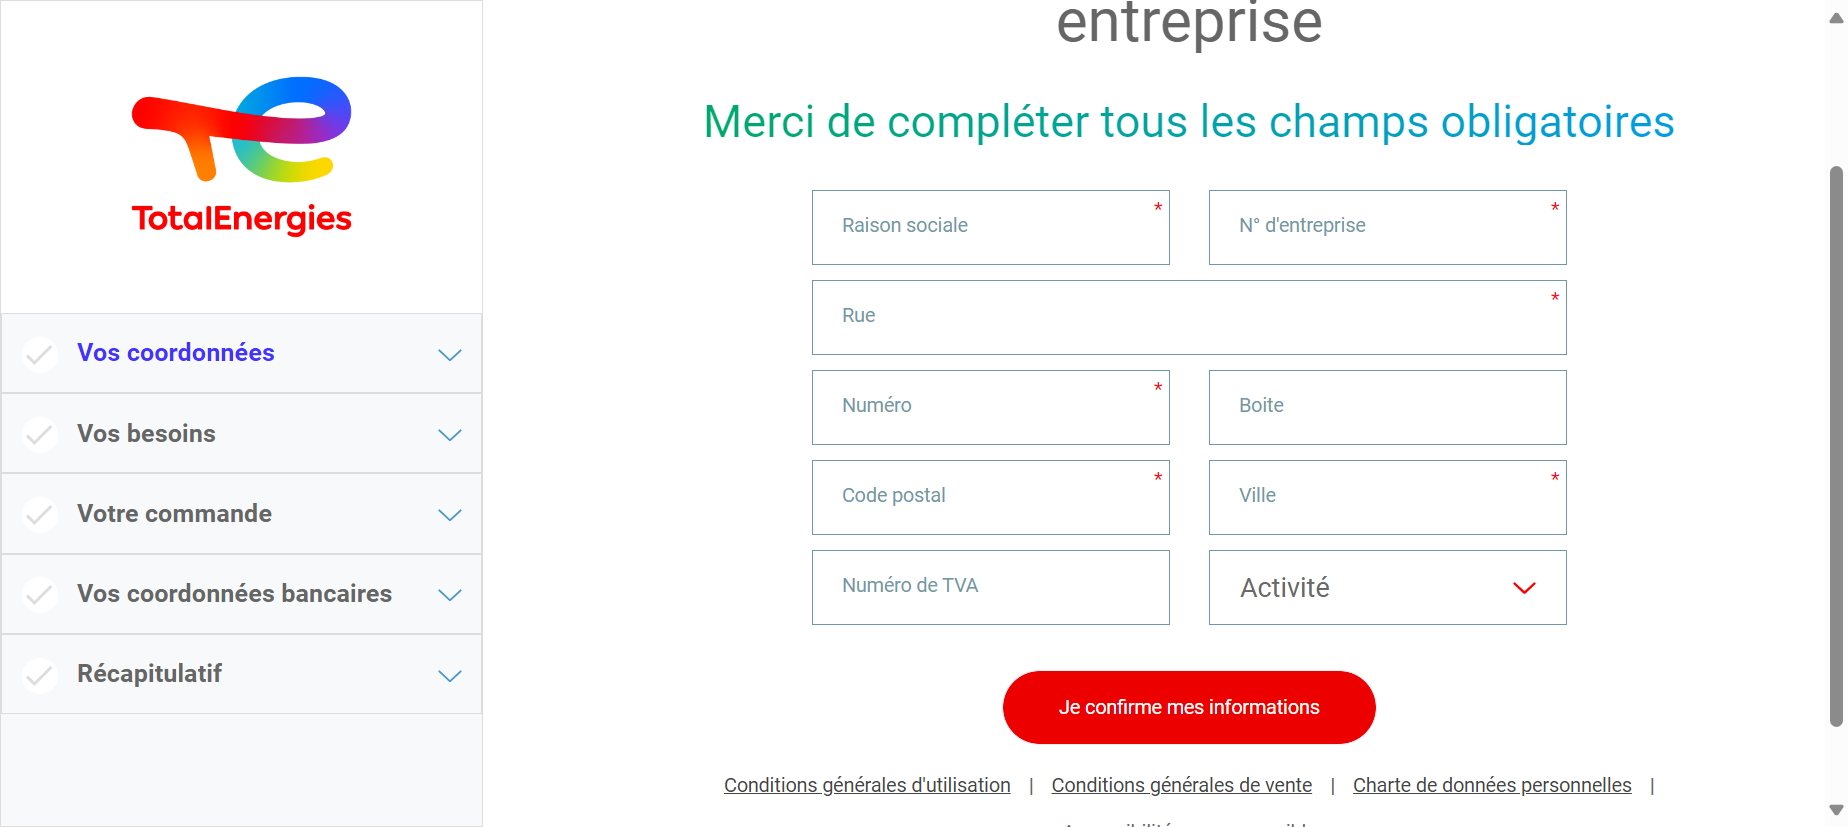 TotalEnergies
Vos coordonnées
Vos besoins
Votre commande
Vos coordonnées bancaires
Récapitulatif
entreprise
Merci de compléter tous les champs obligatoires
Raison sociale *
N° d'entreprise *
Rue *
Numéro *
Boite
Code postal *
Ville *
Numéro de TVA
Activité
Je confirme mes informations
Conditions générales d'utilisation | Conditions générales de vente | Charte de données personnelles |